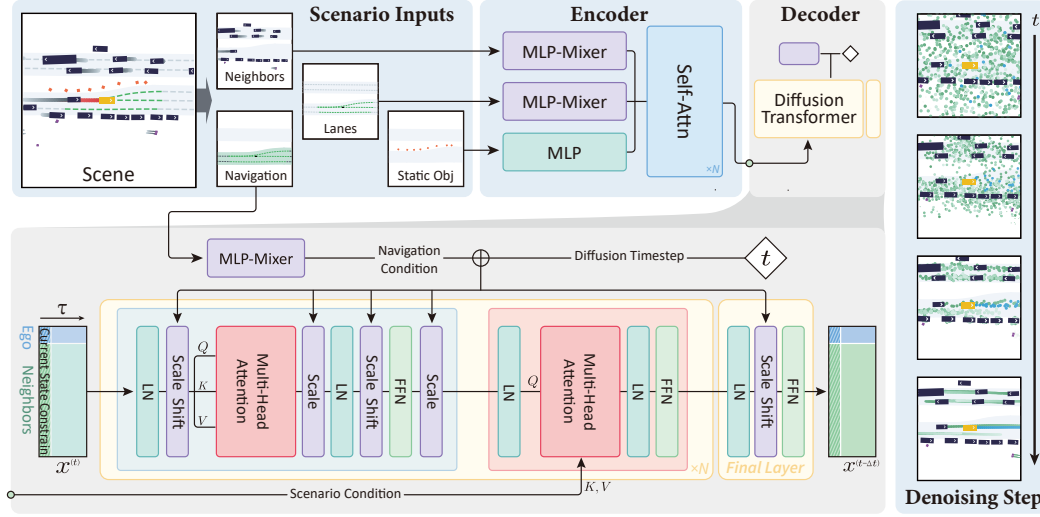 Scenario Inputs
Encoder
Decoder
t
Scene
Neighbors
Lanes
Navigation
Static Obj
MLP-Mixer
MLP-Mixer
MLP
Self-Attn
×N
Diffusion
Transformer
MLP-Mixer
Navigation
Condition
Diffusion Timestep
t
τ
Ego
Neighbors
Current State Constrain
x(t)
LN
Scale
Shift
Q
K
V
Multi-Head
Attention
Scale
LN
Scale
Shift
FFN
Scale
LN
Q
Multi-Head
Attention
LN
FFN
×N
LN
Scale
Shift
FFN
Final Layer
x(t-Δt)
Scenario Condition
K, V
Denoising Step